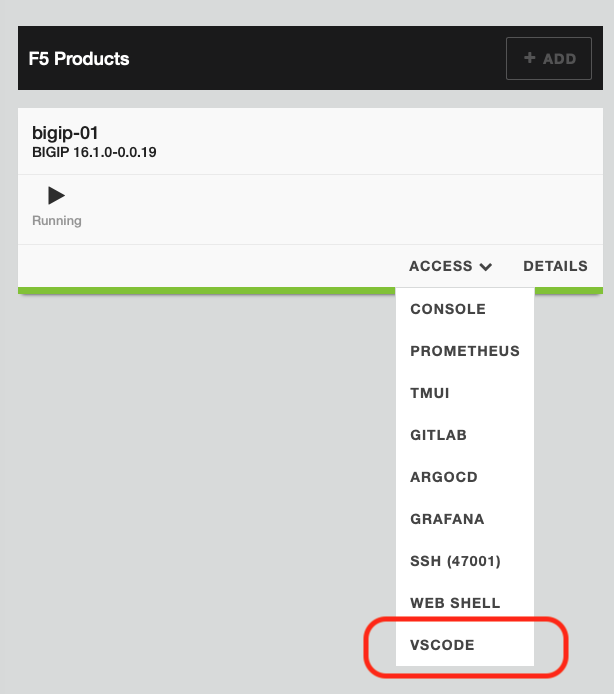 F5 Products
+ ADD
bigip-01
BIGIP 16.1.0-0.0.19
Running
ACCESS
DETAILS
CONSOLE
PROMETHEUS
TMUI
GITLAB
ARGOCD
GRAFANA
SSH (47001)
WEB SHELL
VSCODE